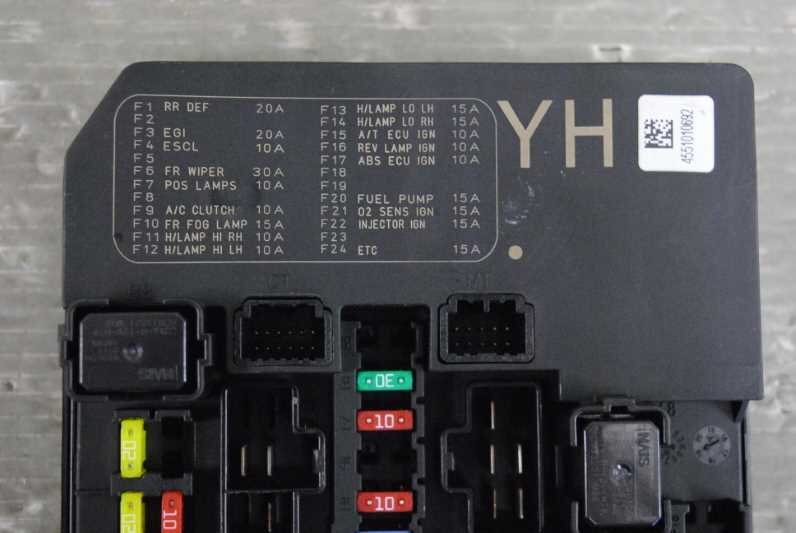 F1 RR DEF 20A
F2
F3 EGI 20A
F4 ESCL 10A
F5
F6 FR WIPER 30A
F7 POS LAMPS 10A
F8
F9 A/C CLUTCH 10A
F10 FR FOG LAMP 15A
F11 H/LAMP HI RH 10A
F12 H/LAMP HI LH 10A
F13 H/LAMP LO LH 15A
F14 H/LAMP LO RH 15A
F15 A/T ECU IGN 10A
F16 REV LAMP IGN 10A
F17 ABS ECU IGN 10A
F18
F19
F20 FUEL PUMP 15A
F21 O2 SENS IGN 15A
F22 INJECTOR IGN 15A
F23
F24 ETC 15A
YH
4551010692
30
10
10
20
20
10
NAIS